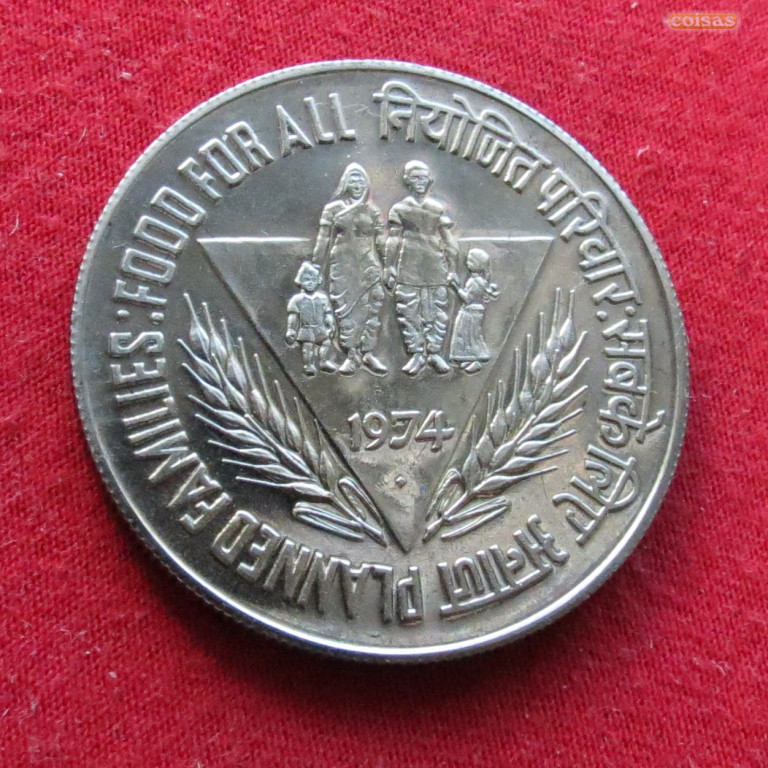 coisas
PLANNED FAMILIES: FOOD FOR ALL
नियोजित परिवार: सबके लिए अनाज
1974